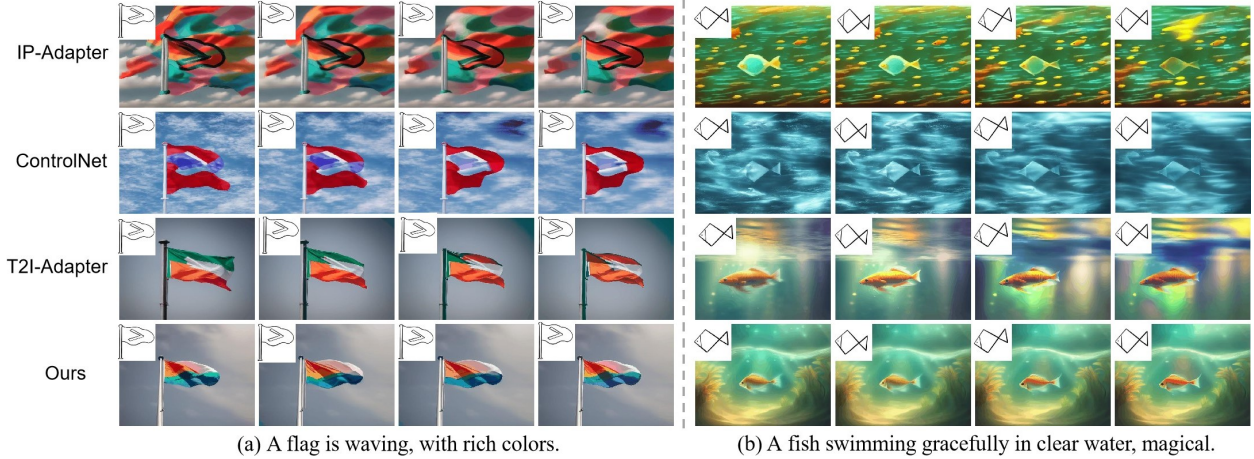 IP-Adapter
ControlNet
T2I-Adapter
Ours
(a) A flag is waving, with rich colors.
(b) A fish swimming gracefully in clear water, magical.